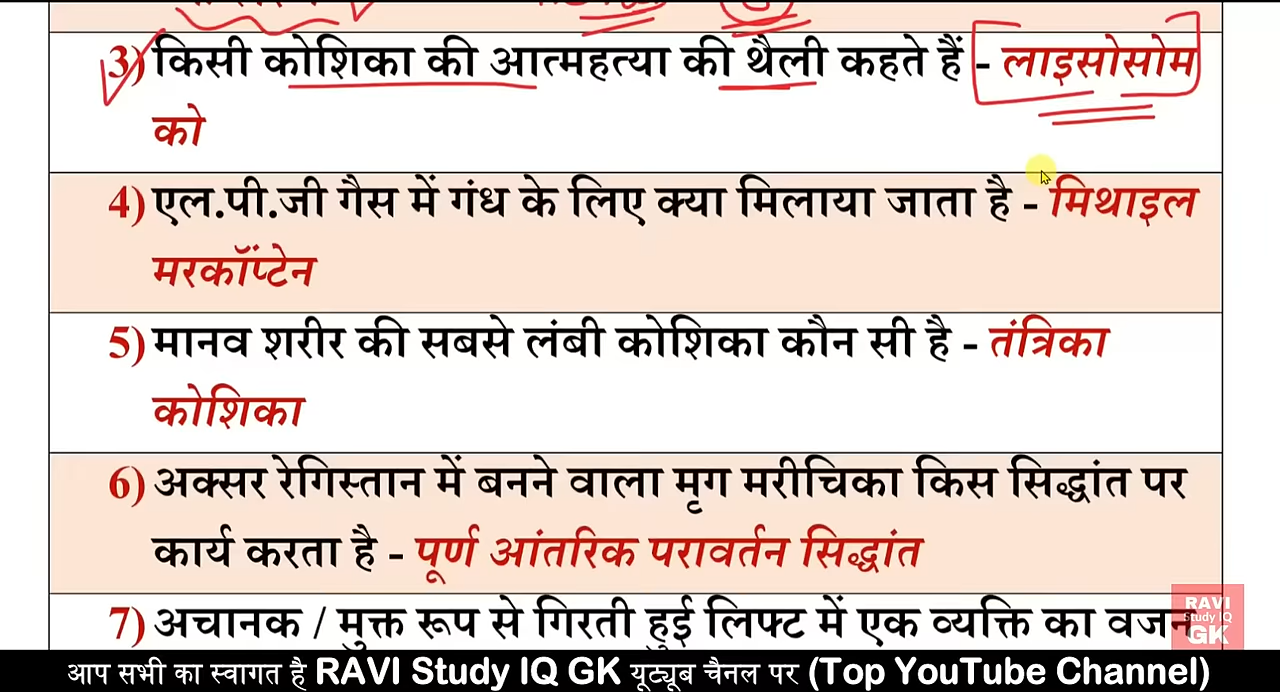 3) किसी कोशिका की आत्महत्या की थैली कहते हैं - लाइसोसोम
को
4) एल.पी.जी गैस में गंध के लिए क्या मिलाया जाता है - मिथाइल
मरकॉप्टेन
5) मानव शरीर की सबसे लंबी कोशिका कौन सी है - तंत्रिका
कोशिका
6) अक्सर रेगिस्तान में बनने वाला मृग मरीचिका किस सिद्धांत पर
कार्य करता है - पूर्ण आंतरिक परावर्तन सिद्धांत
7) अचानक / मुक्त रूप से गिरती हुई लिफ्ट में एक व्यक्ति का वजन
RAVI
Study IQ
GK
आप सभी का स्वागत है RAVI Study IQ GK यूट्यूब चैनल पर (Top YouTube Channel)